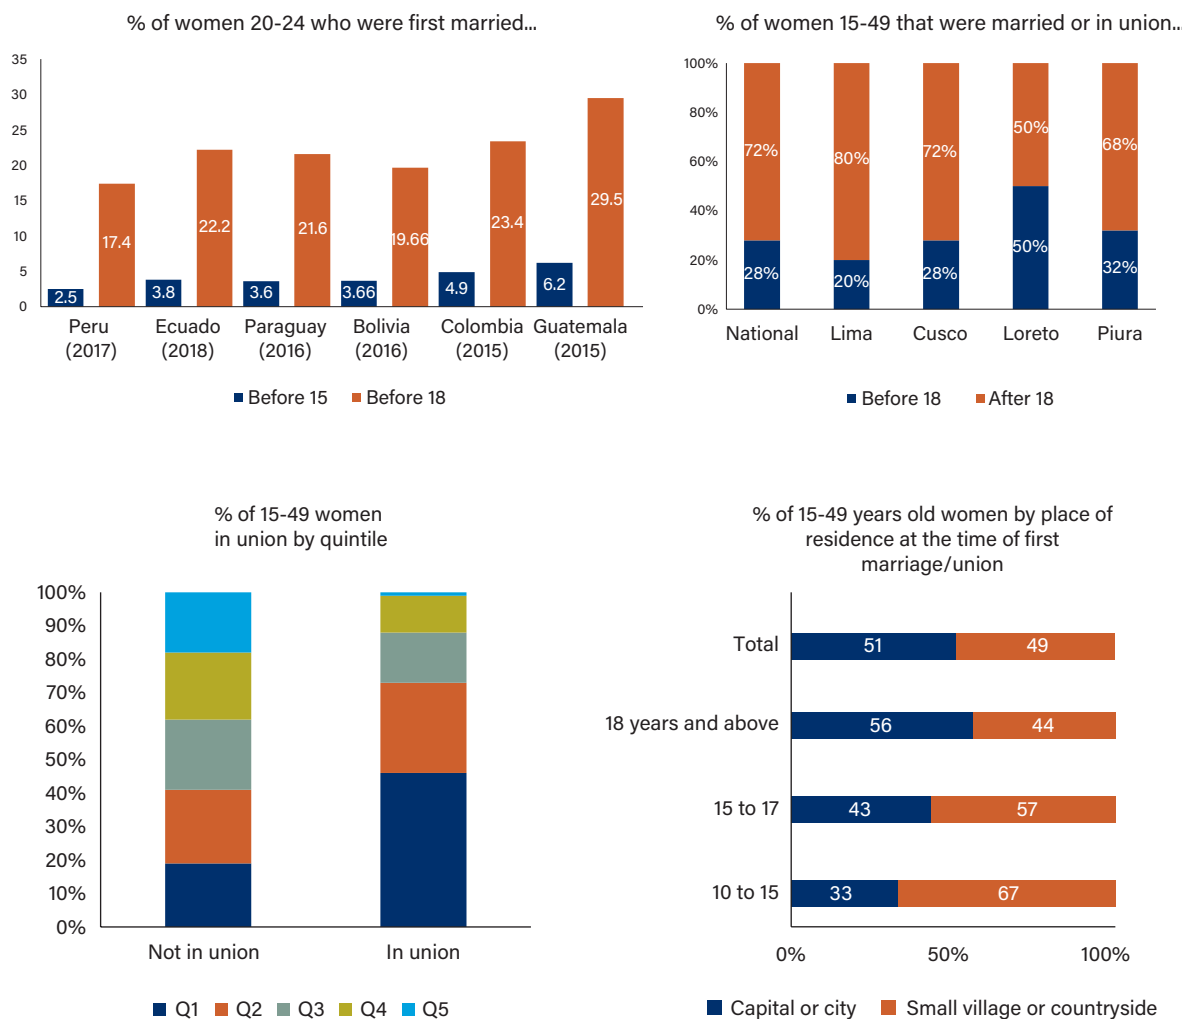 % of women 20-24 who were first married...
35
30
25
20
15
10
5
0
2.5
17.4
3.8
22.2
3.6
21.6
3.66
19.66
4.9
23.4
6.2
29.5
Peru
(2017)
Ecuado
(2018)
Paraguay
(2016)
Bolivia
(2016)
Colombia
(2015)
Guatemala
(2015)
Before 15
Before 18
% of women 15-49 that were married or in union...
100%
80%
60%
40%
20%
0%
72%
28%
80%
20%
72%
28%
50%
50%
68%
32%
National
Lima
Cusco
Loreto
Piura
Before 18
After 18
% of 15-49 women
in union by quintile
100%
90%
80%
70%
60%
50%
40%
30%
20%
10%
0%
Not in union
In union
Q1
Q2
Q3
Q4
Q5
% of 15-49 years old women by place of
residence at the time of first
marriage/union
Total
51
49
18 years and above
56
44
15 to 17
43
57
10 to 15
33
67
0%
50%
100%
Capital or city
Small village or countryside